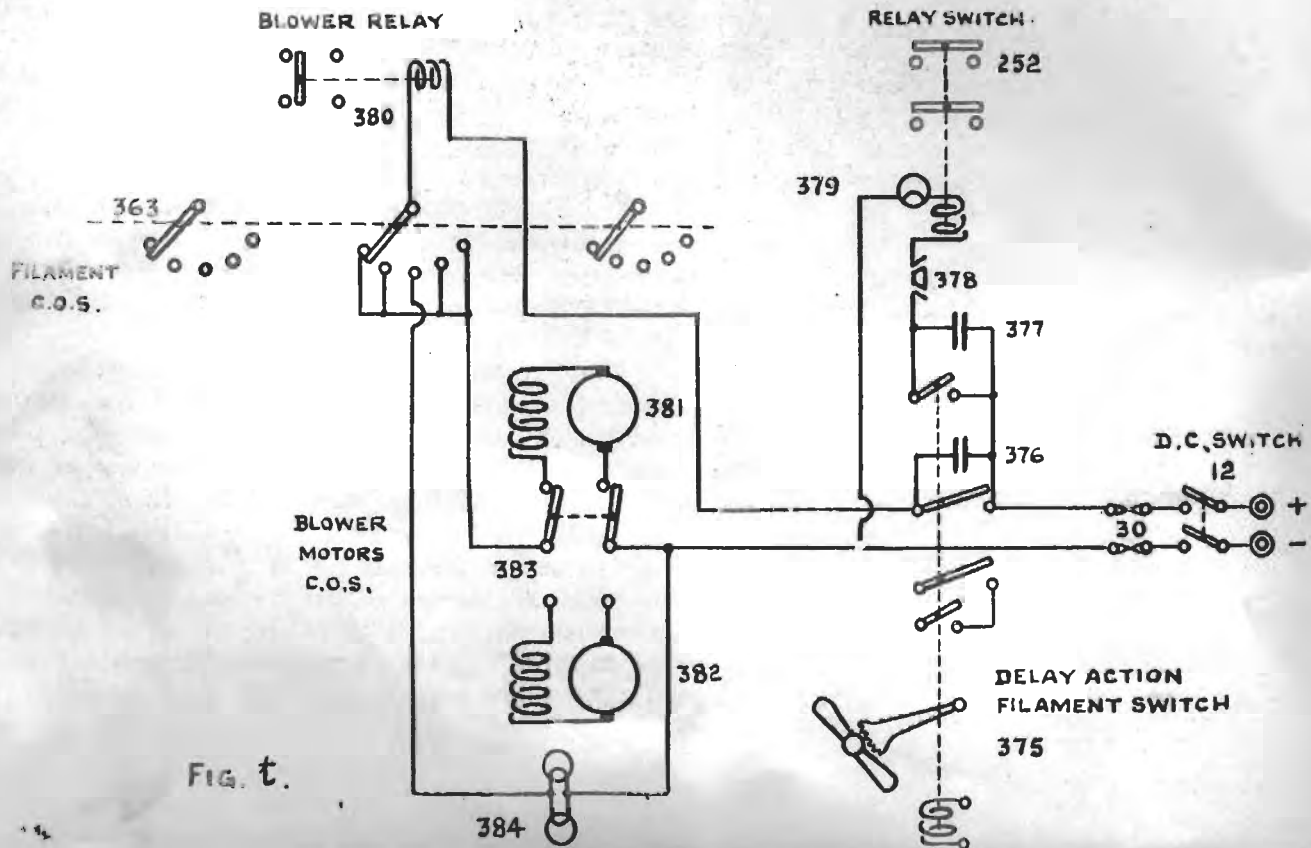 BLOWER RELAY
RELAY SWITCH.
252
380
379
363
FILAMENT
C.O.S.
378
377
381
376
D.C. SWITCH
12
+
30
-
BLOWER
MOTORS
C.O.S.
383
382
DELAY ACTION
FILAMENT SWITCH
375
FIG. t.
384